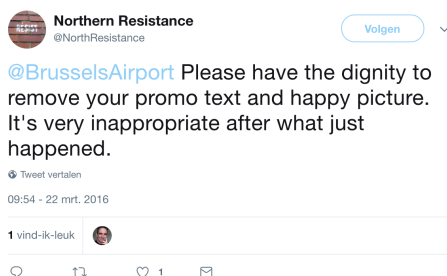 Northern Resistance
@NorthResistance
Volgen
@BrusselsAirport Please have the dignity to
remove your promo text and happy picture.
It's very inappropriate after what just
happened.
Tweet vertalen
09:54 - 22 mrt. 2016
1 vind-ik-leuk
1